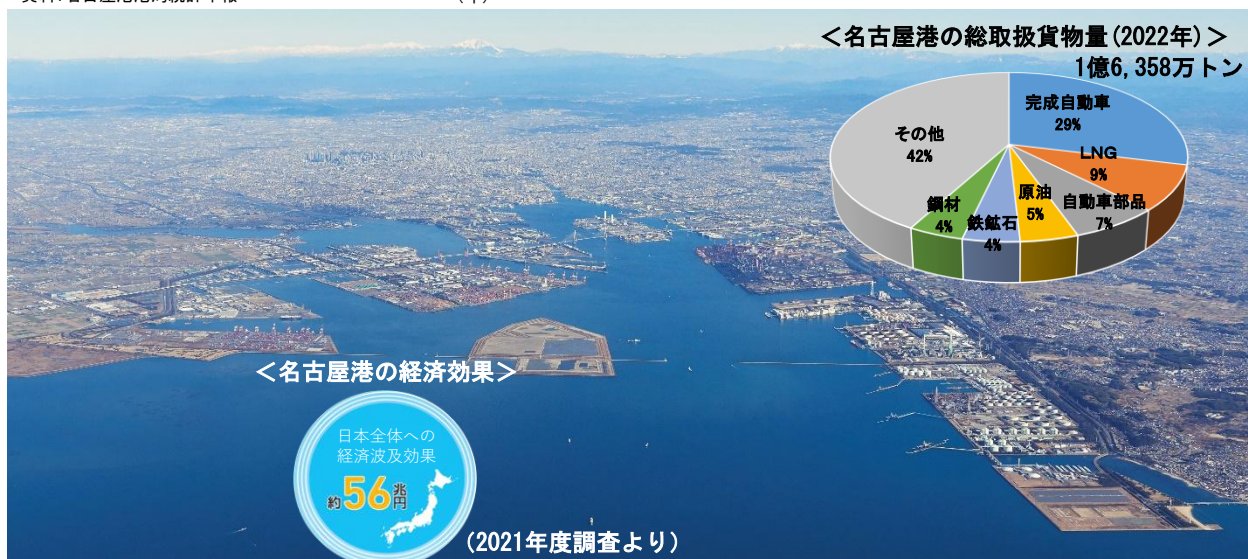 ＜名古屋港の総取扱貨物量(2022年)＞
1億6,358万トン
完成自動車
29%
LNG
9%
自動車部品
7%
原油
5%
鉄鉱石
4%
鋼材
4%
その他
42%
＜名古屋港の経済効果＞
日本全体への
経済波及効果
約56兆円
(2021年度調査より)